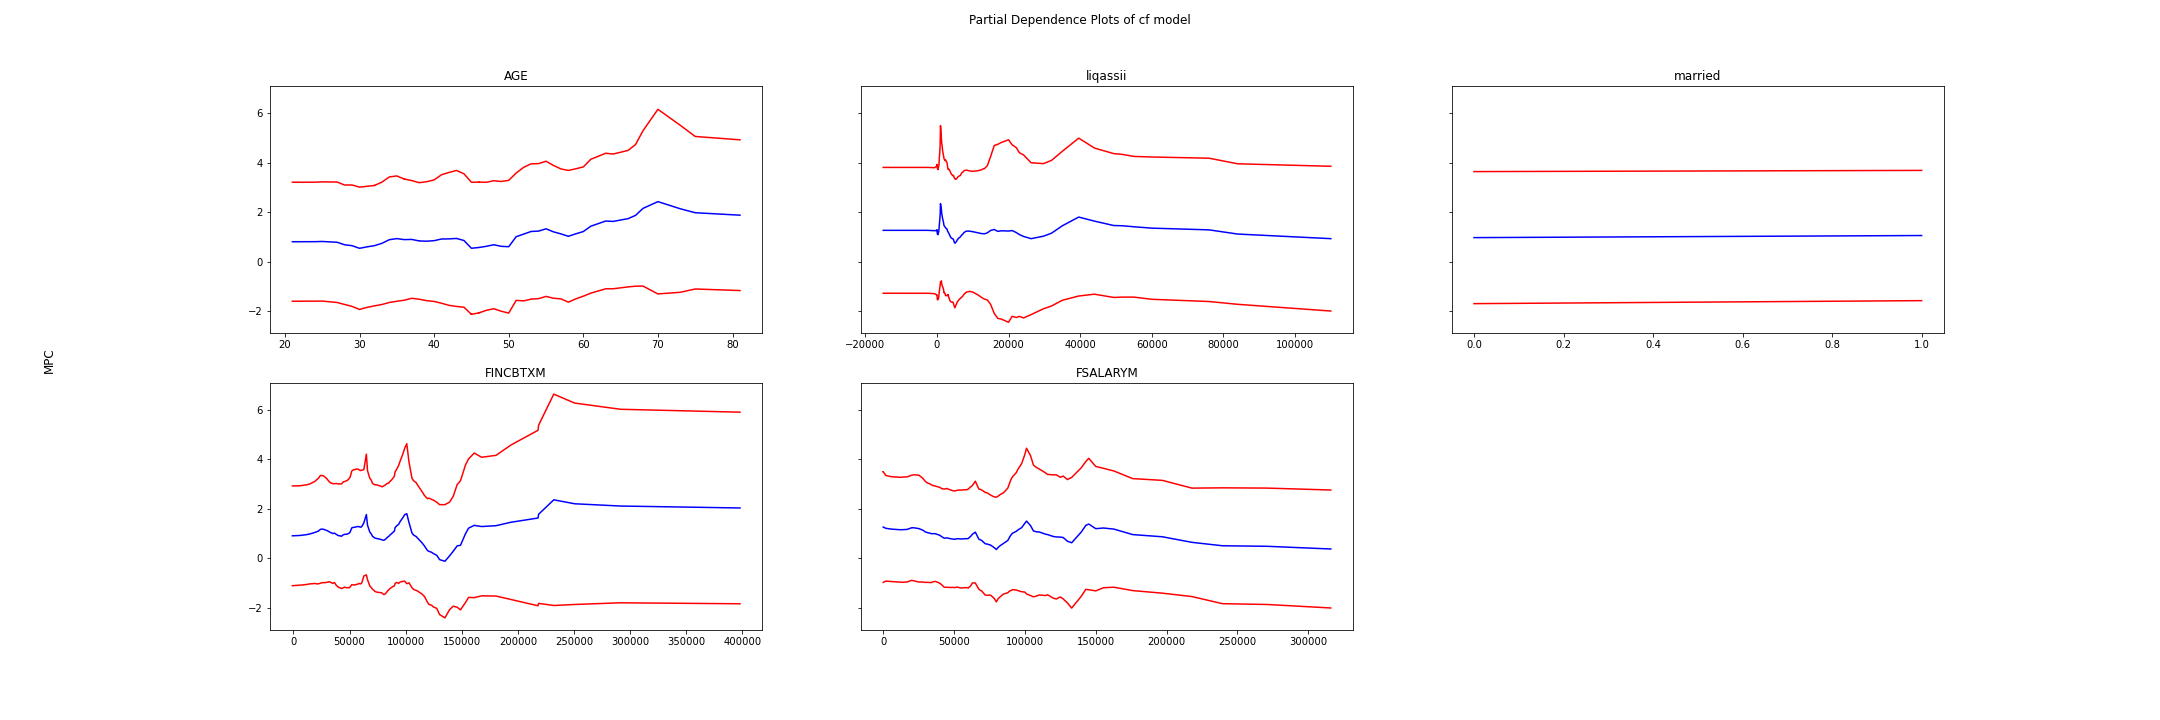 Partial Dependence Plots of cf model
AGE
liqassii
married
6
4
2
0
−2
20 30 40 50 60 70 80
−20000 0 20000 40000 60000 80000 100000
0.0 0.2 0.4 0.6 0.8 1.0
MPC
FINCBTXM
FSALARYM
6
4
2
0
−2
0 50000 100000 150000 200000 250000 300000 350000 400000
0 50000 100000 150000 200000 250000 300000